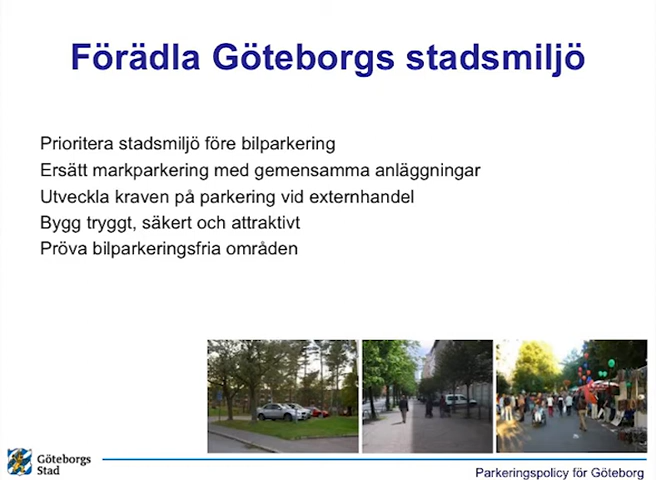 Förädla Göteborgs stadsmiljö
Prioritera stadsmiljö före bilparkering
Ersätt markparkering med gemensamma anläggningar
Utveckla kraven på parkering vid externhandel
Bygg tryggt, säkert och attraktivt
Pröva bilparkeringsfria områden
Göteborgs
Stad
Parkeringspolicy för Göteborg